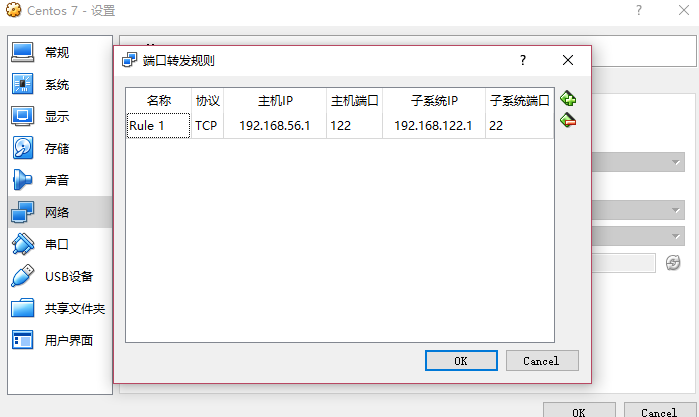 Centos 7 - 设置
常规
系统
显示
存储
声音
网络
串口
USB设备
共享文件夹
用户界面
端口转发规则
名称 协议 主机IP 主机端口 子系统IP 子系统端口
Rule 1 TCP 192.168.56.1 122 192.168.122.1 22
OK Cancel
OK Cancel